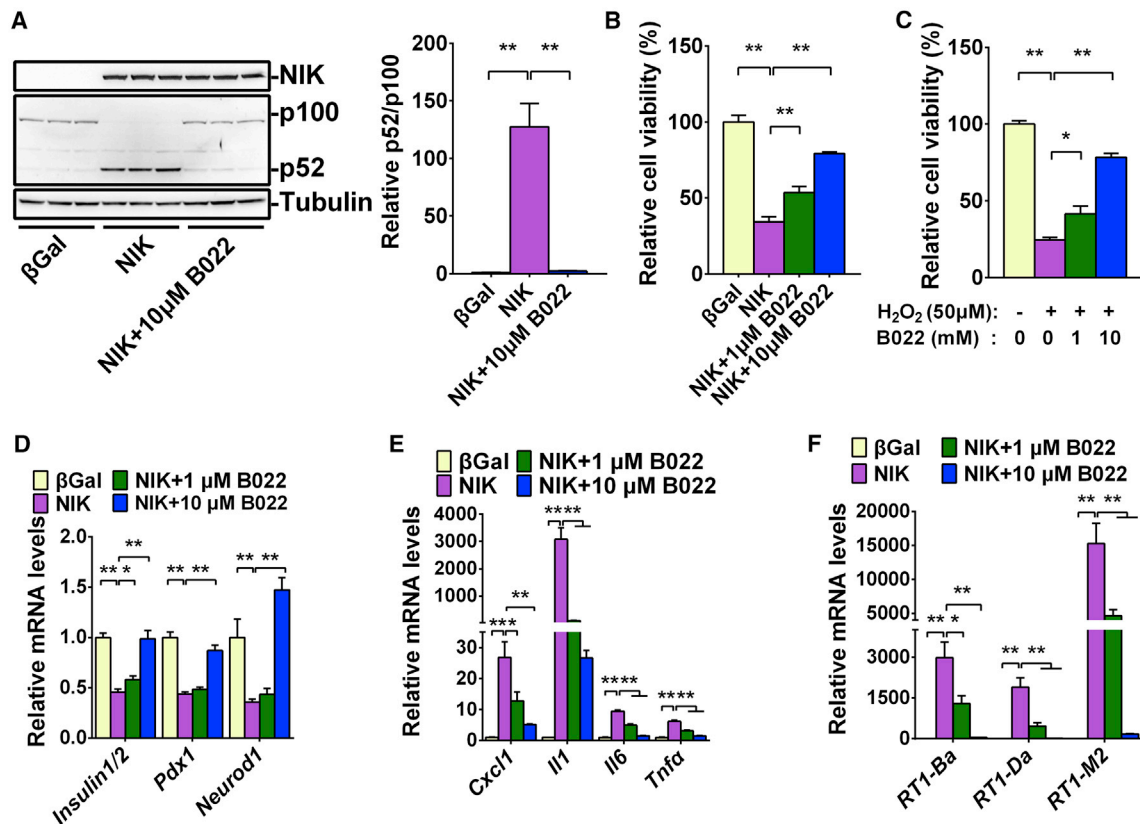 A
-NIK
-p100
-p52
-Tubulin
βGal
NIK
NIK+10μM B022
Relative p52/p100
200
150
100
50
0
** **
βGal
NIK
NIK+10μM B022
B
Relative cell viability (%)
150
100
50
0
** **
**
βGal
NIK
NIK+1μM B022
NIK+10μM B022
C
Relative cell viability (%)
150
100
50
0
** **
*
H₂O₂ (50μM): - + + +
B022 (mM) : 0 0 1 10
D
βGal NIK+1 μM B022
NIK NIK+10 μM B022
Relative mRNA levels
2.0
1.5
1.0
0.5
0.0
**
** *
** **
** **
Insulin1/2
Pdx1
Neurod1
E
βGal NIK+1 μM B022
NIK NIK+10 μM B022
Relative mRNA levels
4000
3000
2000
1000
30
20
10
0
**
***
****
****
****
Cxcl1
Il1
Il6
Tnfα
F
βGal NIK+1 μM B022
NIK NIK+10 μM B022
Relative mRNA levels
20000
15000
10000
5000
3000
1500
0
**
** *
** **
** **
RT1-Ba
RT1-Da
RT1-M2